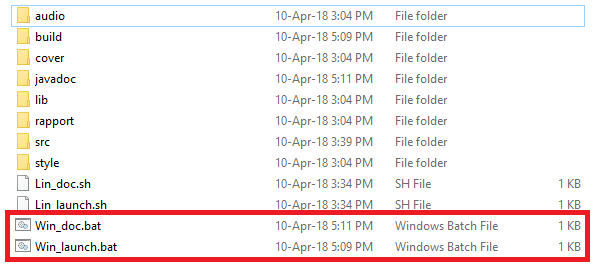 audio 10-Apr-18 3:04 PM File folder
build 10-Apr-18 5:09 PM File folder
cover 10-Apr-18 3:04 PM File folder
javadoc 10-Apr-18 5:11 PM File folder
lib 10-Apr-18 3:04 PM File folder
rapport 10-Apr-18 3:04 PM File folder
src 10-Apr-18 3:39 PM File folder
style 10-Apr-18 3:04 PM File folder
Lin_doc.sh 10-Apr-18 3:34 PM SH File 1 KB
Lin_launch.sh 10-Apr-18 3:34 PM SH File 1 KB
Win_doc.bat 10-Apr-18 5:11 PM Windows Batch File 1 KB
Win_launch.bat 10-Apr-18 5:09 PM Windows Batch File 1 KB